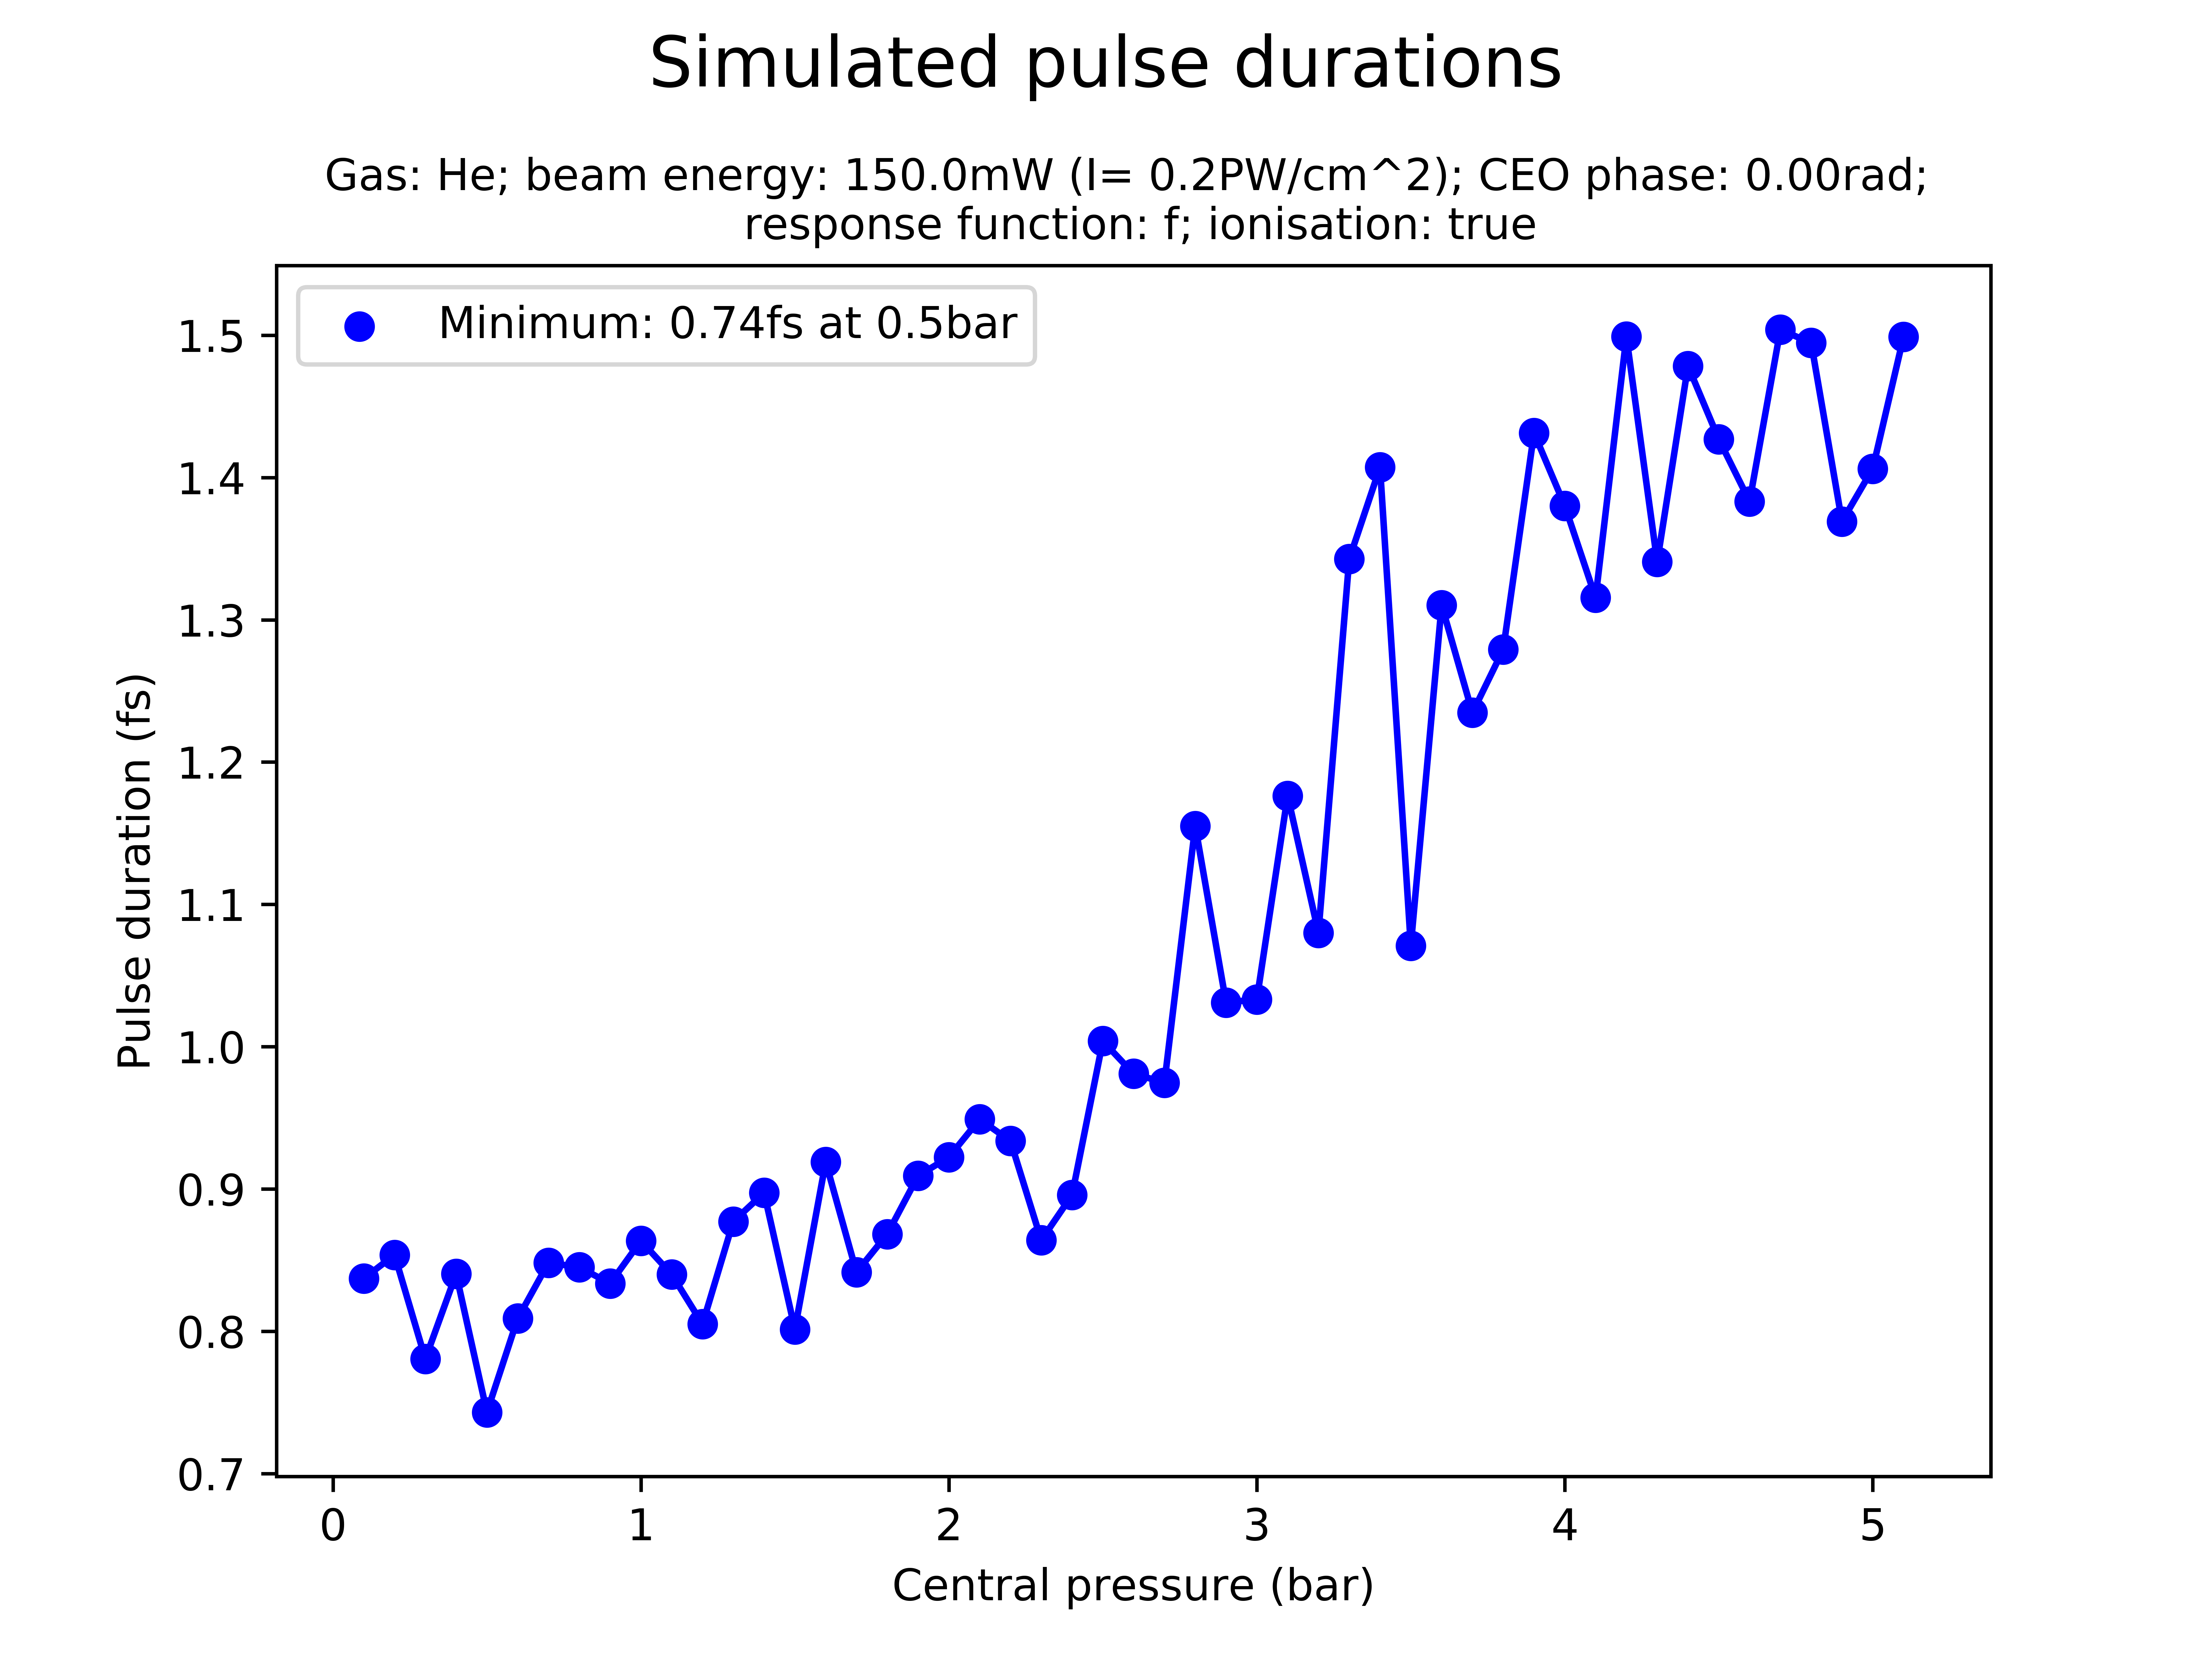 Simulated pulse durations
Gas: He; beam energy: 150.0mW (I= 0.2PW/cm^2); CEO phase: 0.00rad;
response function: f; ionisation: true
Minimum: 0.74fs at 0.5bar
1.5
1.4
1.3
1.2
1.1
1.0
0.9
0.8
0.7
Pulse duration (fs)
0 1 2 3 4 5
Central pressure (bar)